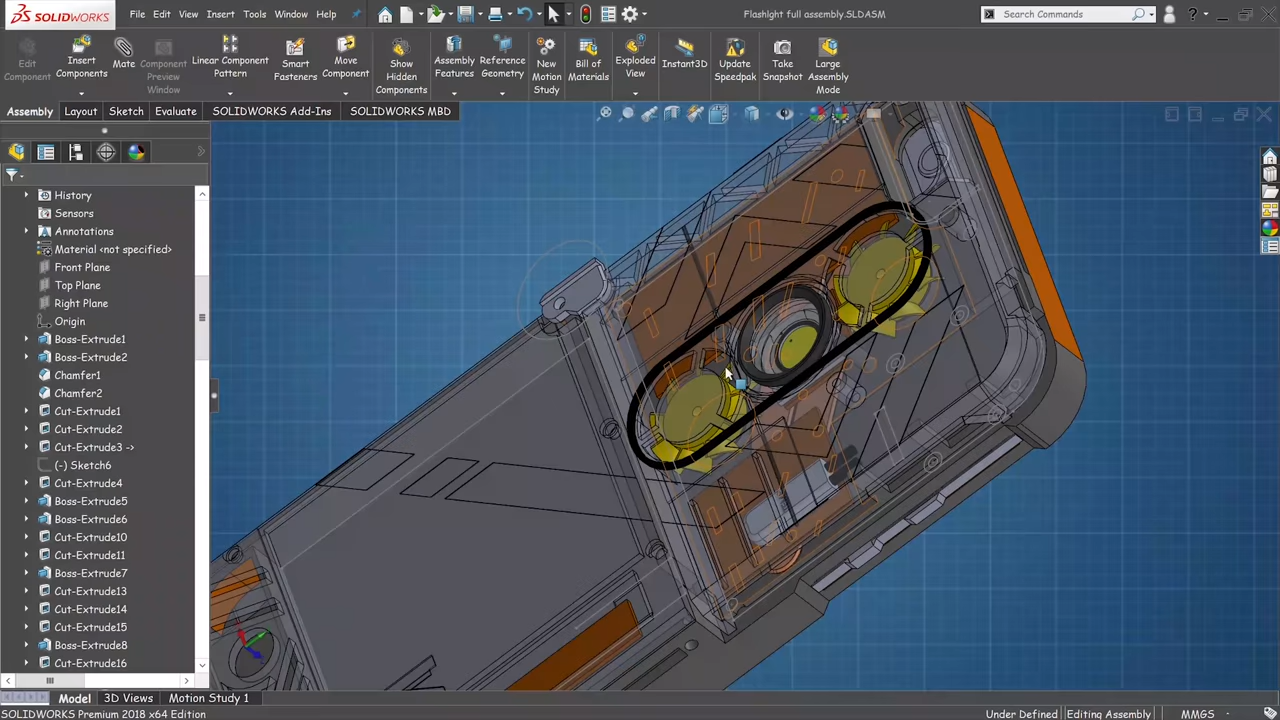 SOLIDWORKS File Edit View Insert Tools Window Help Flashlght full assembly.SLDASM Search Commands ?
Edit Component
Insert Components
Mate
Component Preview Window
Linear Component Pattern
Smart Fasteners
Move Component
Show Hidden Components
Assembly Features
Reference Geometry
New Motion Study
Bill of Materials
Exploded View
Instant3D
Update Speedpak
Take Snapshot
Large Assembly Mode
Assembly Layout Sketch Evaluate SOLIDWORKS Add-Ins SOLIDWORKS MBD
History
Sensors
Annotations
Material <not specified>
Front Plane
Top Plane
Right Plane
Origin
Boss-Extrude1
Boss-Extrude2
Chamfer1
Chamfer2
Cut-Extrude1
Cut-Extrude2
Cut-Extrude3 ->
(-) Sketch6
Cut-Extrude4
Boss-Extrude5
Boss-Extrude6
Cut-Extrude10
Cut-Extrude11
Boss-Extrude7
Cut-Extrude13
Cut-Extrude14
Cut-Extrude15
Boss-Extrude8
Cut-Extrude16
Model 3D Views Motion Study 1
SOLIDWORKS Premium 2018 x64 Edition Under Defined Editing Assembly MMGS -